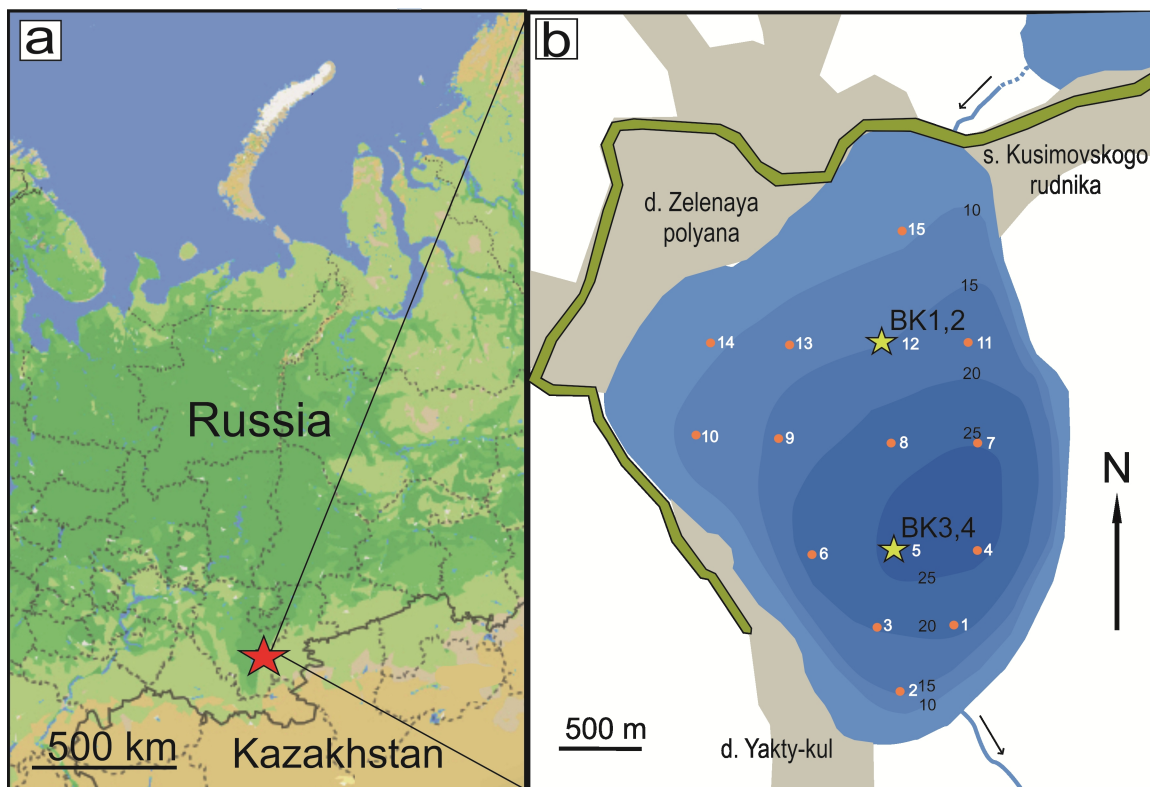 a
Russia
500 km
Kazakhstan
b
s. Kusimovskogo
rudnika
d. Zelenaya
polyana
10
15
15
BK1,2
14
13
12
11
20
10
9
8
25
7
N
BK3,4
6
5
4
25
3
20
1
2
15
10
500 m
d. Yakty-kul